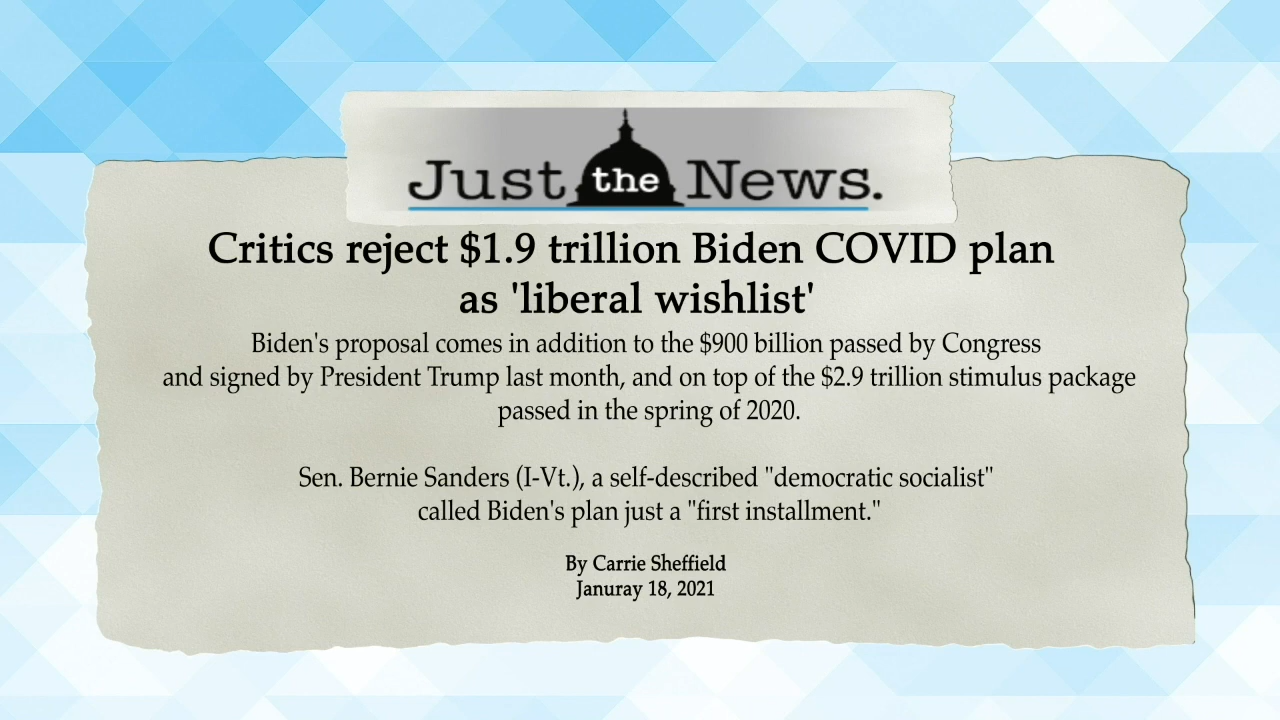 Just the News.
Critics reject $1.9 trillion Biden COVID plan
as 'liberal wishlist'
Biden's proposal comes in addition to the $900 billion passed by Congress
and signed by President Trump last month, and on top of the $2.9 trillion stimulus package
passed in the spring of 2020.
Sen. Bernie Sanders (I-Vt.), a self-described "democratic socialist"
called Biden's plan just a "first installment."
By Carrie Sheffield
Januray 18, 2021